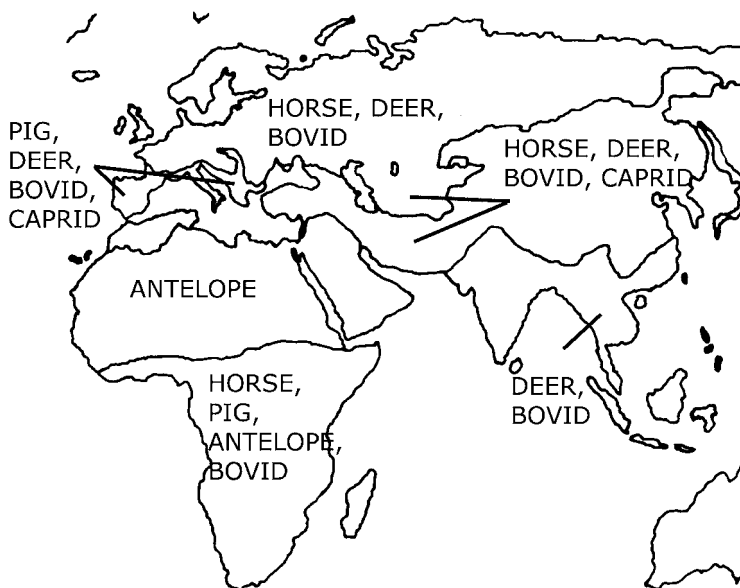 HORSE, DEER,
BOVID
PIG,
DEER,
BOVID,
CAPRID
HORSE, DEER,
BOVID, CAPRID
ANTELOPE
HORSE,
PIG,
ANTELOPE,
BOVID
DEER,
BOVID